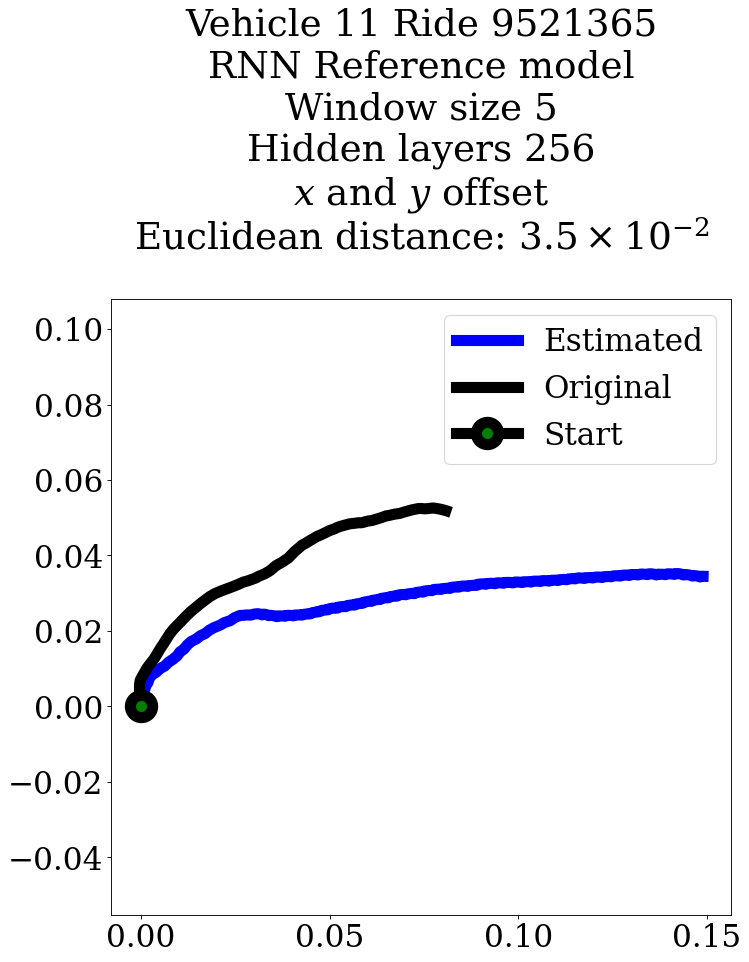 Vehicle 11 Ride 9521365
RNN Reference model
Window size 5
Hidden layers 256
x and y offset
Euclidean distance: 3.5 × 10⁻²
Estimated
Original
Start
0.10
0.08
0.06
0.04
0.02
0.00
−0.02
−0.04
0.00 0.05 0.10 0.15